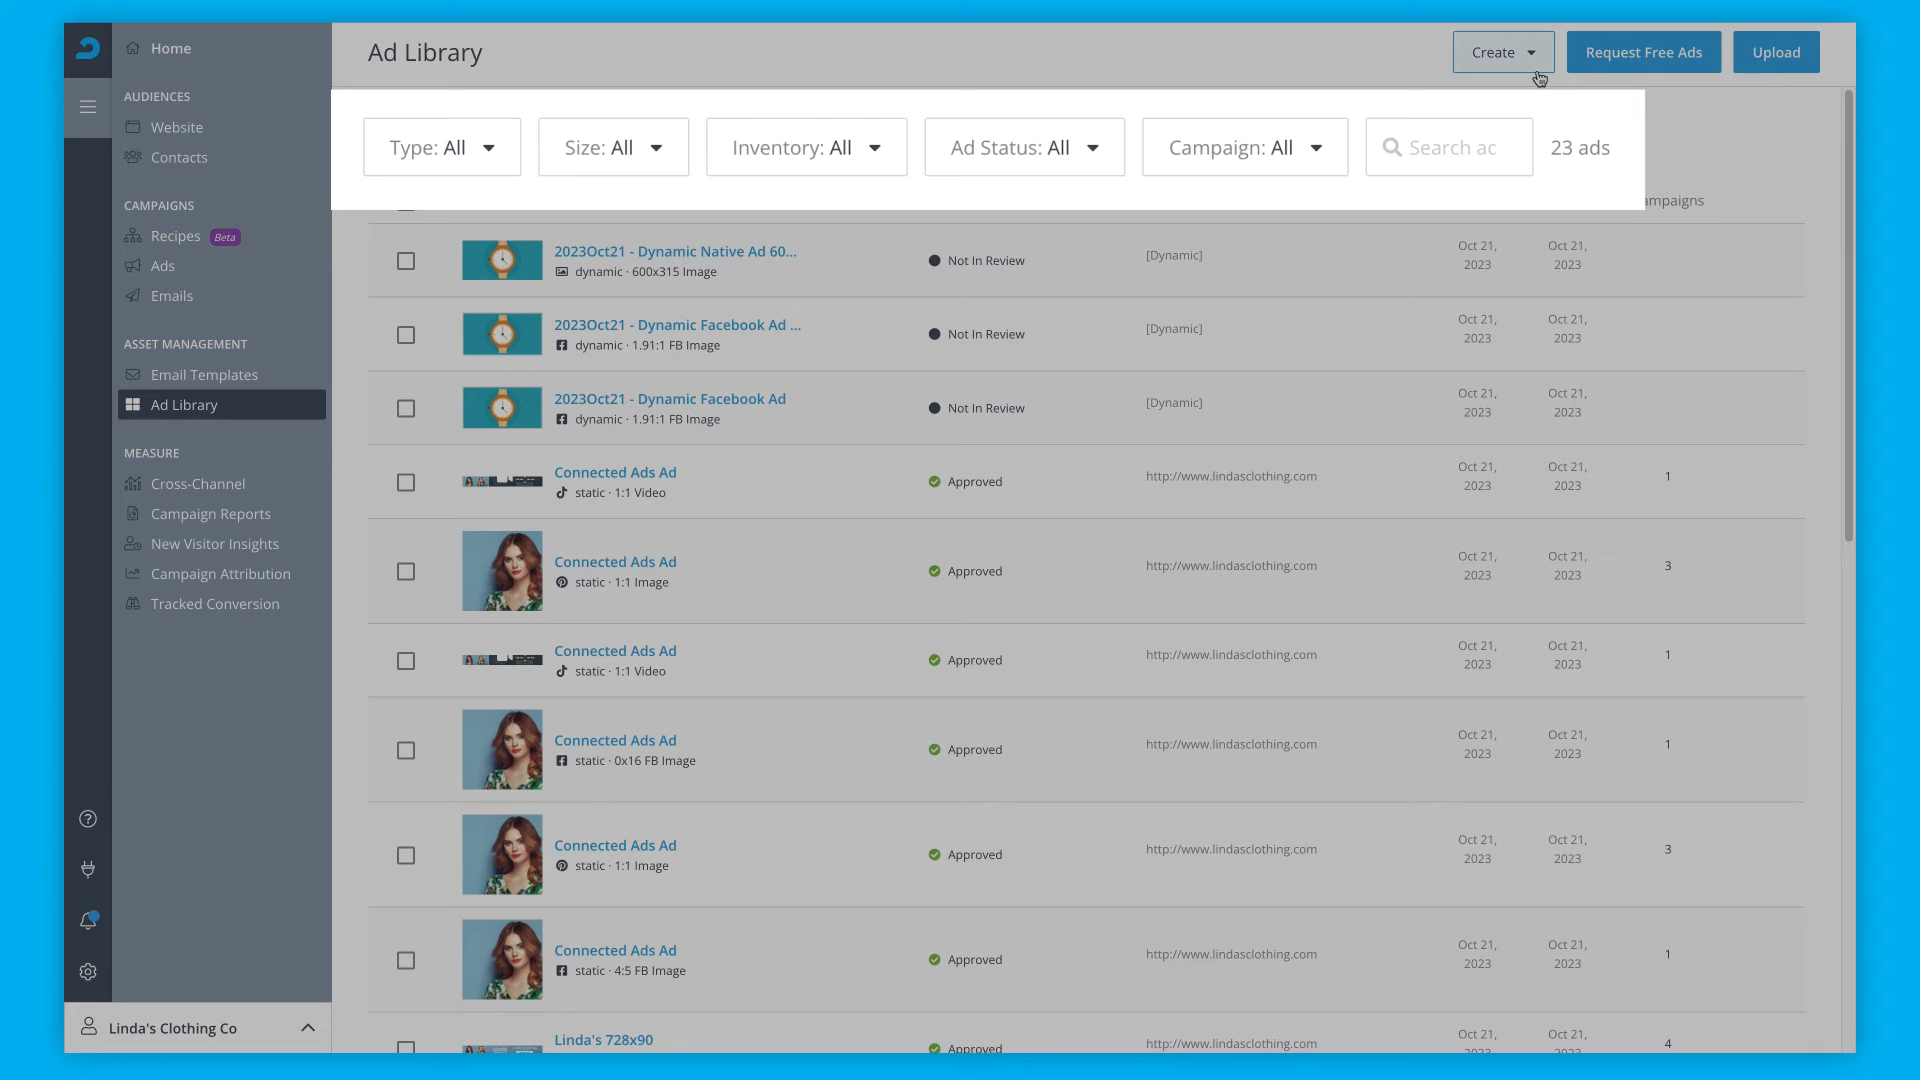 Home
AUDIENCES
Website
Contacts
CAMPAIGNS
Recipes Beta
Ads
Emails
ASSET MANAGEMENT
Email Templates
Ad Library
MEASURE
Cross-Channel
Campaign Reports
New Visitor Insights
Campaign Attribution
Tracked Conversion
Linda's Clothing Co
Ad Library
Create
Request Free Ads
Upload
Type: All
Size: All
Inventory: All
Ad Status: All
Campaign: All
Search
23 ads
2023Oct21 - Dynamic Native Ad 60...
dynamic · 600x315 Image
Not In Review
[Dynamic]
Oct 21,
2023
Oct 21,
2023
2023Oct21 - Dynamic Facebook Ad ...
dynamic · 1.91:1 FB Image
Not In Review
[Dynamic]
Oct 21,
2023
Oct 21,
2023
2023Oct21 - Dynamic Facebook Ad
dynamic · 1.91:1 FB Image
Not In Review
[Dynamic]
Oct 21,
2023
Oct 21,
2023
Connected Ads Ad
static · 1:1 Video
Approved
http://www.lindasclothing.com
Oct 21,
2023
Oct 21,
2023
1
Connected Ads Ad
static · 1:1 Image
Approved
http://www.lindasclothing.com
Oct 21,
2023
Oct 21,
2023
3
Connected Ads Ad
static · 1:1 Video
Approved
http://www.lindasclothing.com
Oct 21,
2023
Oct 21,
2023
1
Connected Ads Ad
static · 0x16 FB Image
Approved
http://www.lindasclothing.com
Oct 21,
2023
Oct 21,
2023
1
Connected Ads Ad
static · 1:1 Image
Approved
http://www.lindasclothing.com
Oct 21,
2023
Oct 21,
2023
3
Connected Ads Ad
static · 4:5 FB Image
Approved
http://www.lindasclothing.com
Oct 21,
2023
Oct 21,
2023
1
Linda's 728x90
Approved
http://www.lindasclothing.com
Oct 21,
2023
Oct 21,
2023
4